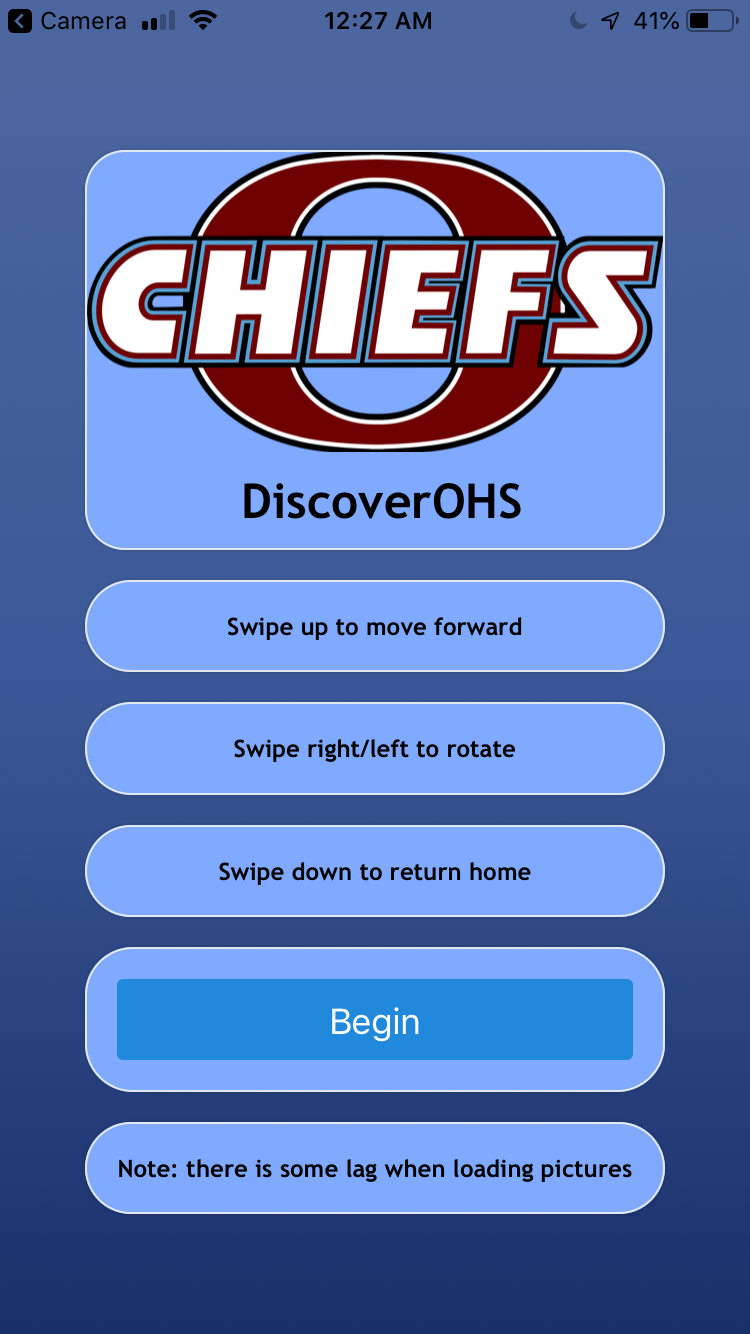 Camera 12:27 AM 41%
O
CHIEFS
DiscoverOHS
Swipe up to move forward
Swipe right/left to rotate
Swipe down to return home
Begin
Note: there is some lag when loading pictures